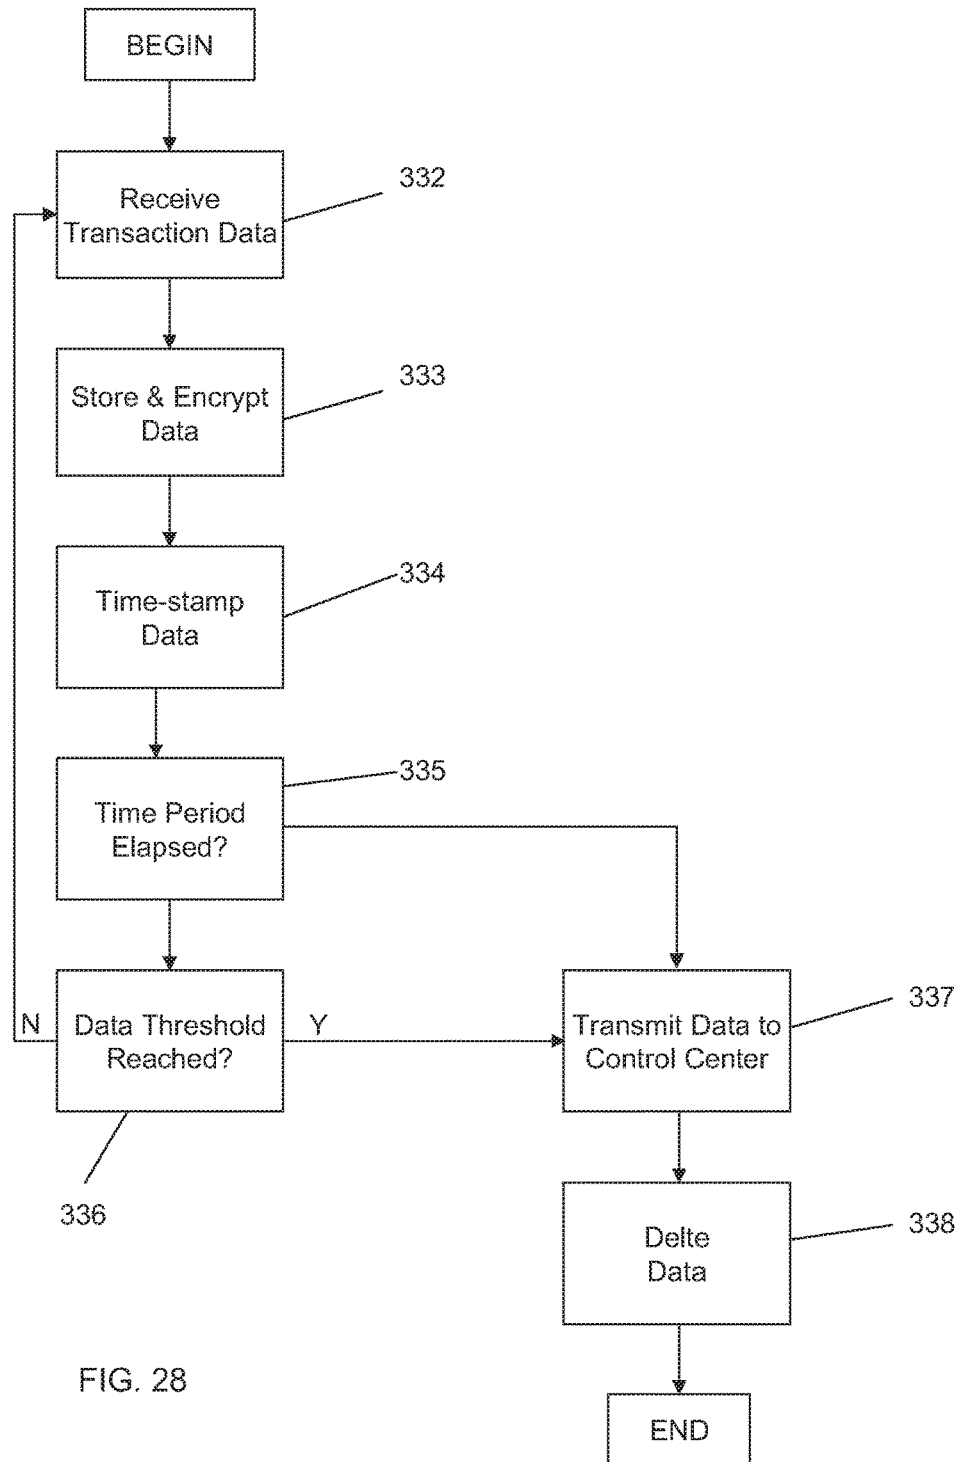 BEGIN
332
Receive
Transaction Data
333
Store & Encrypt
Data
334
Time-stamp
Data
335
Time Period
Elapsed?
N
Data Threshold
Reached?
Y
336
337
Transmit Data to
Control Center
338
Delte
Data
END
FIG. 28